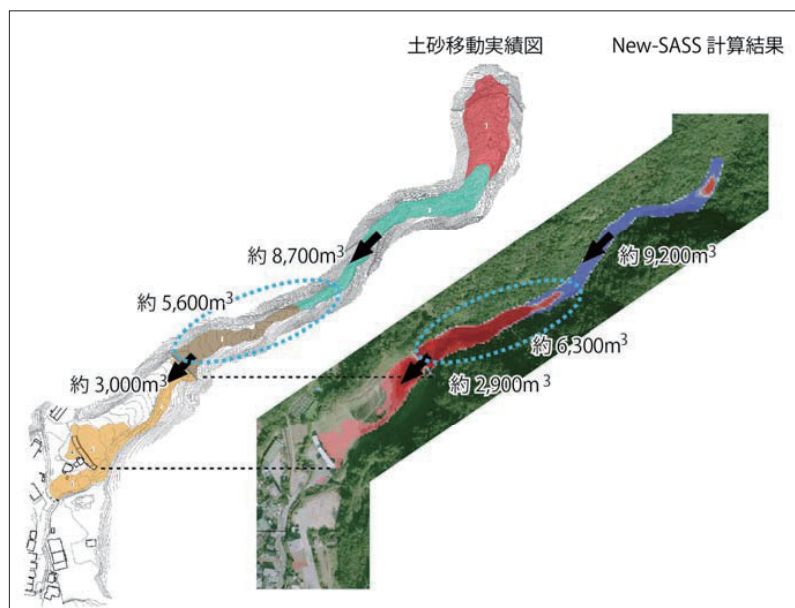 土砂移動実績図
New-SASS 計算結果
約 8,700m³
約 9,200m³
約 5,600m³
約 6,300m³
約 3,000m³
約 2,900m³